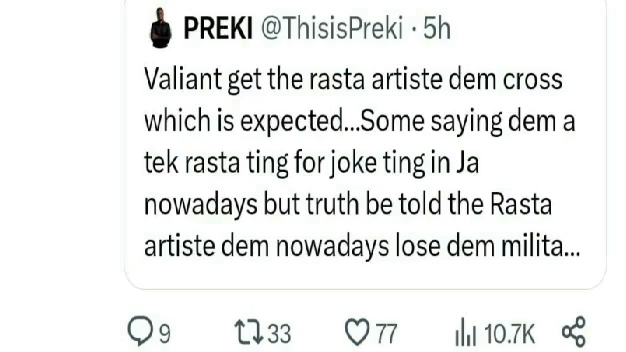 PREKI @ThisisPreki · 5h
Valiant get the rasta artiste dem cross
which is expected...Some saying dem a
tek rasta ting for joke ting in Ja
nowadays but truth be told the Rasta
artiste dem nowadays lose dem milita...
9 33 77 10.7K